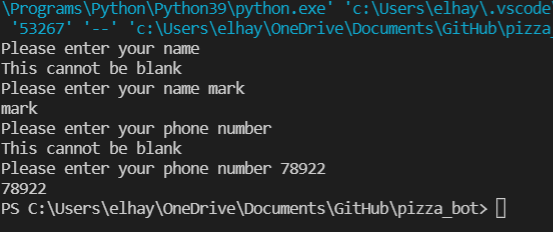 \Programs\Python\Python39\python.exe' 'c:\Users\elhay\.vscode\
'53267' '--' 'c:\Users\elhay\OneDrive\Documents\GitHub\pizza_
Please enter your name
This cannot be blank
Please enter your name mark
mark
Please enter your phone number
This cannot be blank
Please enter your phone number 78922
78922
PS C:\Users\elhay\OneDrive\Documents\GitHub\pizza_bot>